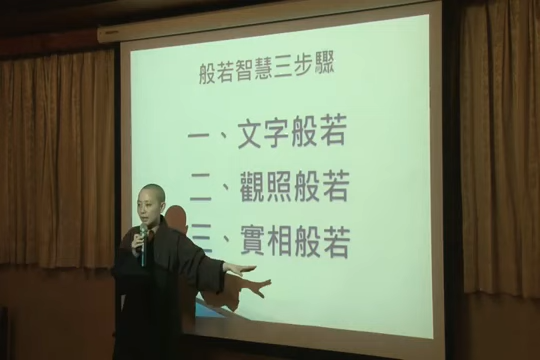 般若智慧三步驟
一、文字般若
二、觀照般若
三、實相般若